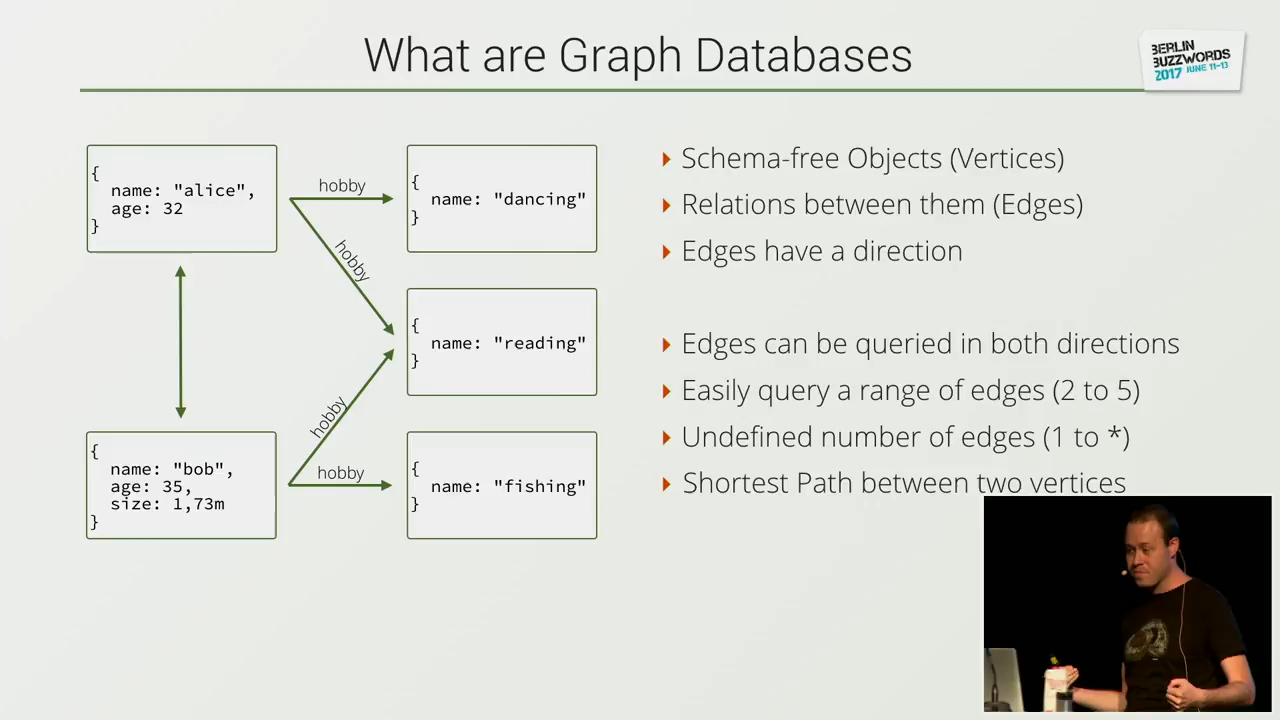 What are Graph Databases
BERLIN
BUZZWORDS
2017 JUNE 11-13
{
name: "alice",
age: 32
}
hobby
{
name: "dancing"
}
hobby
{
name: "reading"
}
hobby
{
name: "bob",
age: 35,
size: 1,73m
}
hobby
{
name: "fishing"
}
Schema-free Objects (Vertices)
Relations between them (Edges)
Edges have a direction
Edges can be queried in both directions
Easily query a range of edges (2 to 5)
Undefined number of edges (1 to *)
Shortest Path between two vertices